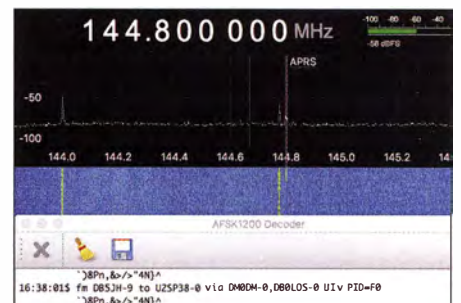 144.800 000 MHz
-100 -80 -60 -40
-58 dBFS
APRS
-50
-100
144.0 144.2 144.4 144.6 144.8 145.0 145.2 14
AFSK1200 Decoder
`)8Pn,&>/>"4N}^
16:38:01$ fm DB5JH-9 to U2SP38-0 via DM0DM-0,DB0LOS-0 UIv PID=F0
`)8Pn,&>/>"4N}^